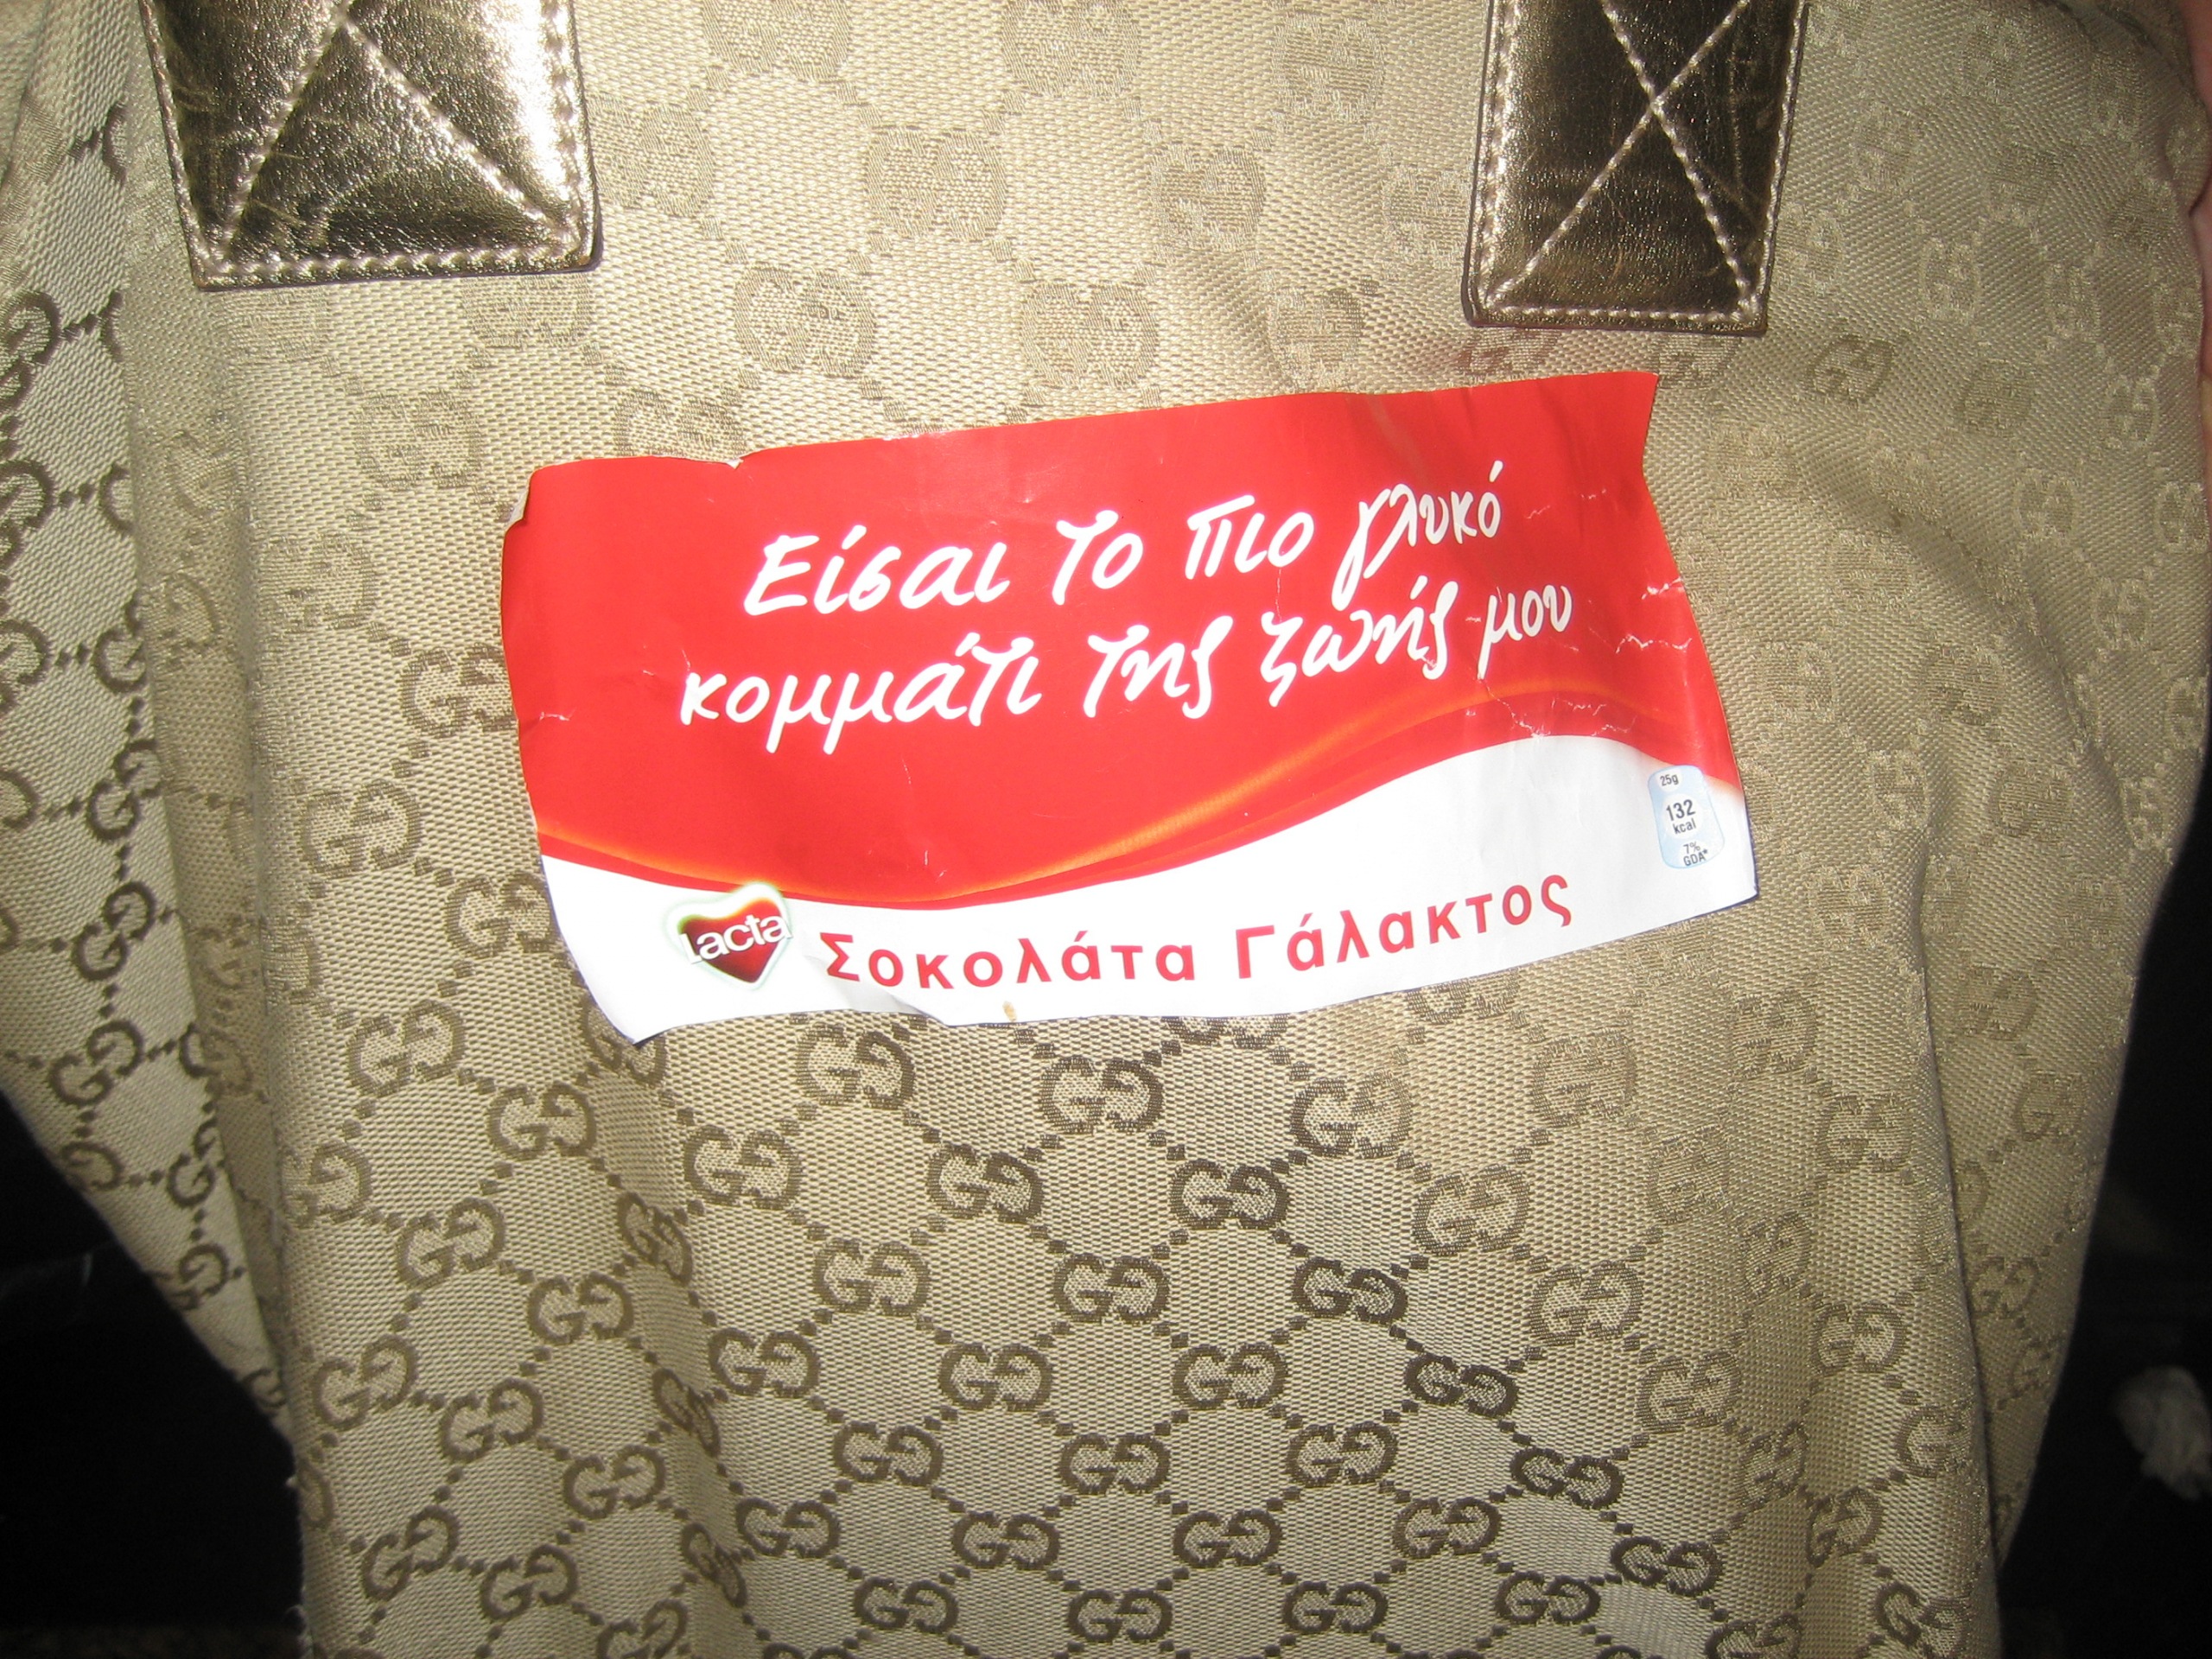 Είσαι το πιο γλυκό
κομμάτι της ζωής μου
25g
132
kcal
7%
GDA*
Lacta Σοκολάτα Γάλακτος